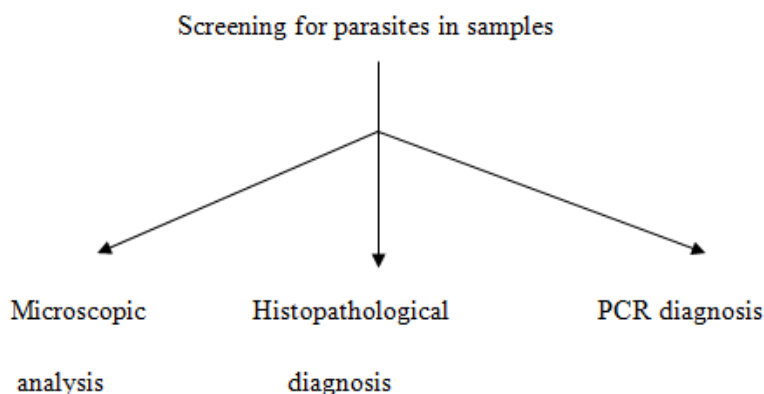 Screening for parasites in samples
Microscopic
analysis
Histopathological
diagnosis
PCR diagnosis